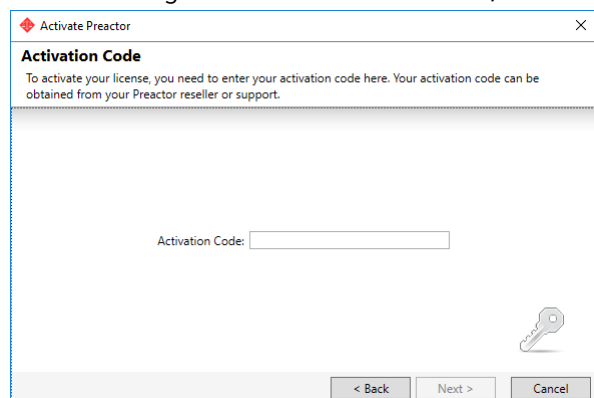 Activate Preactor
Activation Code
To activate your license, you need to enter your activation code here. Your activation code can be
obtained from your Preactor reseller or support.
Activation Code:
< Back Next > Cancel